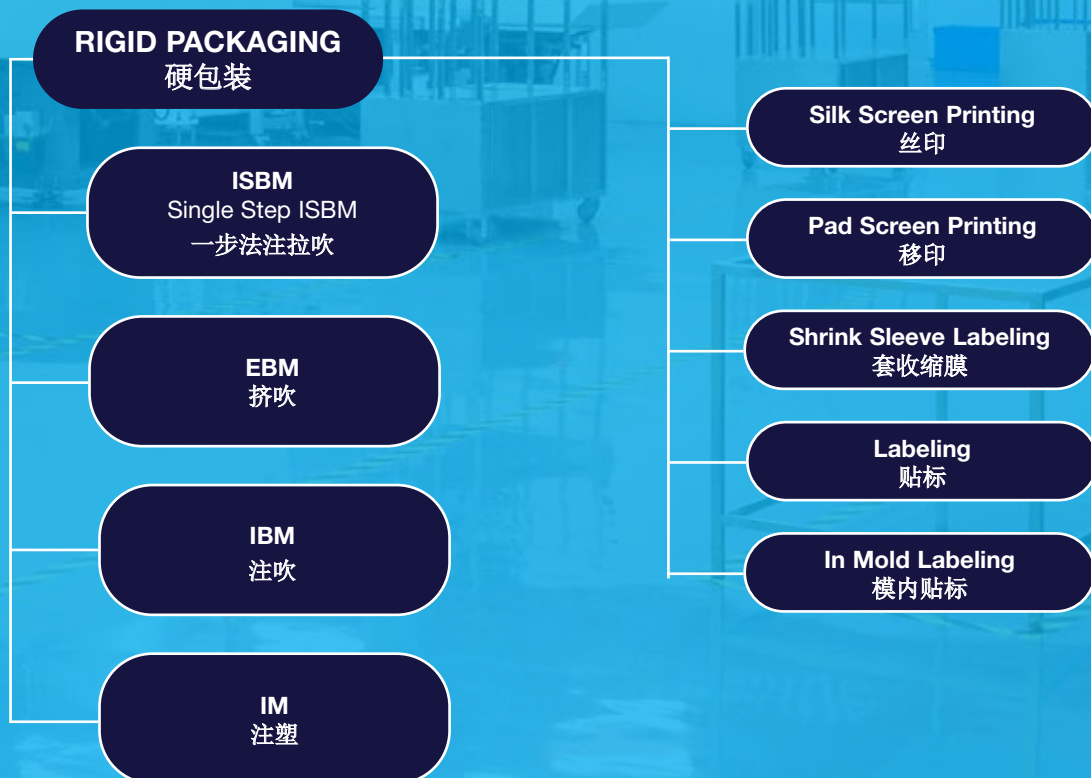 RIGID PACKAGING
硬包装
ISBM
Single Step ISBM
一步法注拉吹
EBM
挤吹
IBM
注吹
IM
注塑
Silk Screen Printing
丝印
Pad Screen Printing
移印
Shrink Sleeve Labeling
套收缩膜
Labeling
贴标
In Mold Labeling
模内贴标